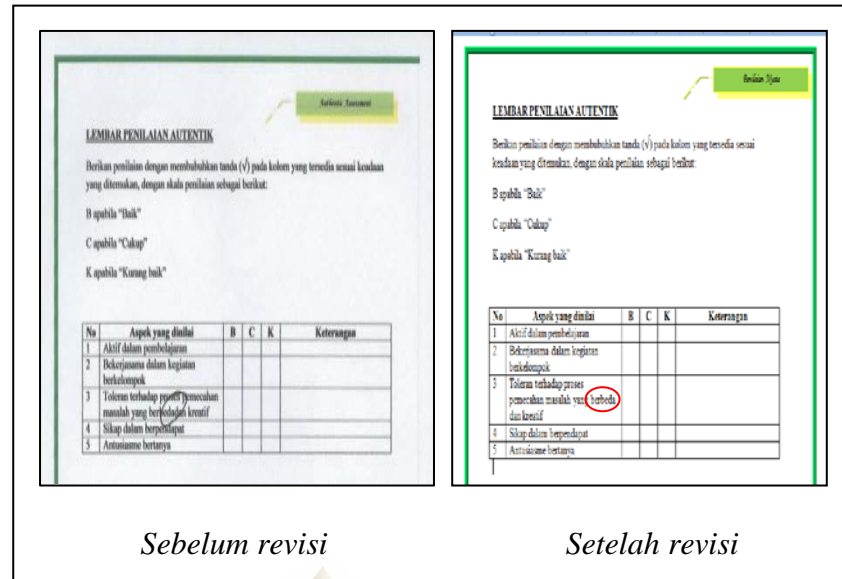 Authentic Assessment
LEMBAR PENILAIAN AUTENTIK
Berikan penilaian dengan membubuhkan tanda (√) pada kolom yang tersedia sesuai keadaan
yang ditemukan, dengan skala penilaian sebagai berikut:
B apabila “Baik”
C apabila “Cukup”
K apabila “Kurang baik”
No Aspek yang dinilai B C K Keterangan
1 Aktif dalam pembelajaran
2 Bekerjasama dalam kegiatan
berkelompok
3 Toleran terhadap proses pemecahan
masalah yang berbedadan kreatif
4 Sikap dalam berpendapat
5 Antusiasme bertanya
Sebelum revisi
Penilaian Nyata
LEMBAR PENILAIAN AUTENTIK
Berikan penilaian dengan membubuhkan tanda (√) pada kolom yang tersedia sesuai
keadaan yang ditemukan, dengan skala penilaian sebagai berikut:
B apabila “Baik”
C apabila “Cukup”
K apabila “Kurang baik”
No Aspek yang dinilai B C K Keterangan
1 Aktif dalam pembelajaran
2 Bekerjasama dalam kegiatan
berkelompok
3 Toleran terhadap proses
pemecahan masalah yang berbeda
dan kreatif
4 Sikap dalam berpendapat
5 Antusiasme bertanya
Setelah revisi